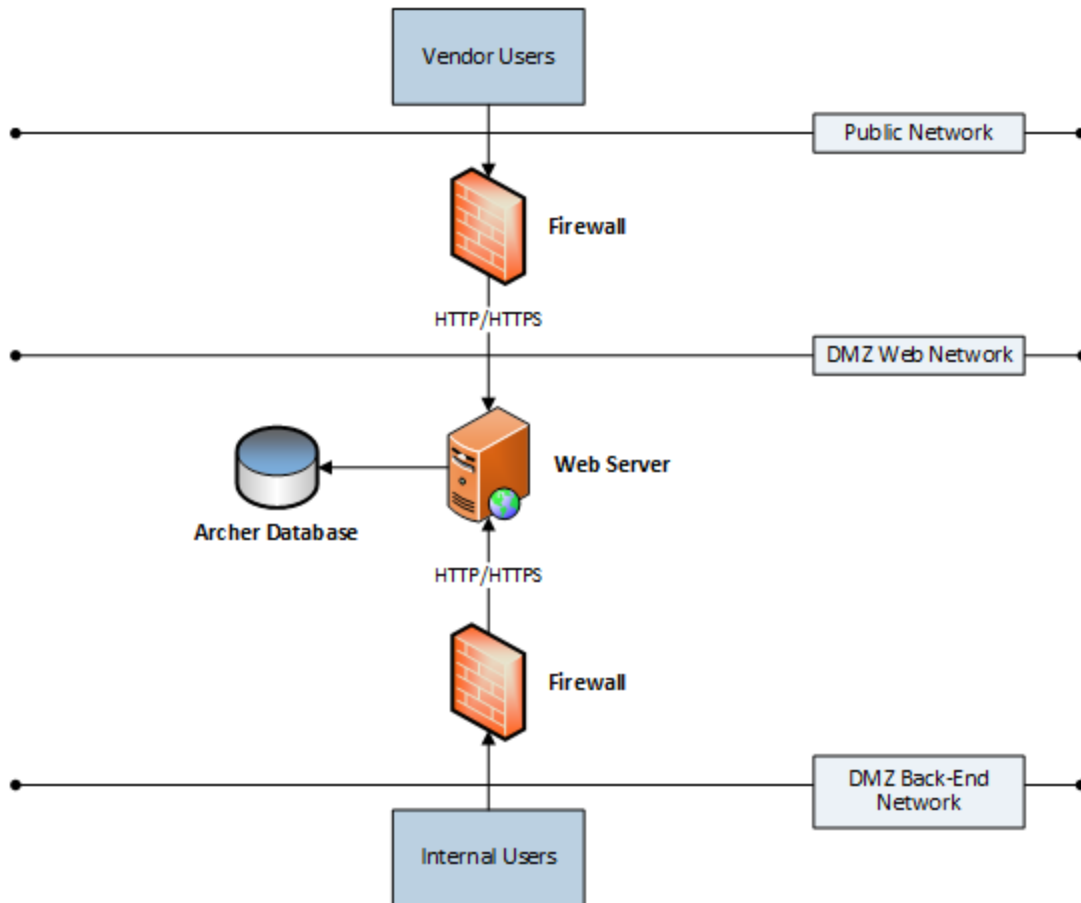 Vendor Users
Public Network
Firewall
HTTP/HTTPS
DMZ Web Network
Web Server
Archer Database
HTTP/HTTPS
Firewall
DMZ Back-End
Network
Internal Users